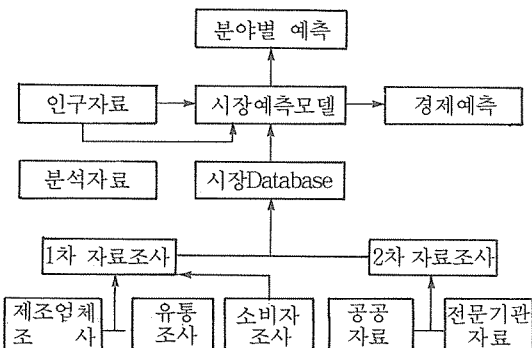 분야별 예측
인구자료 시장예측모델 경제예측
분석자료 시장Database
1차 자료조사 2차 자료조사
제조업체 유통 소비자 공공 전문기관
조 사 조사 조사 자료 자료